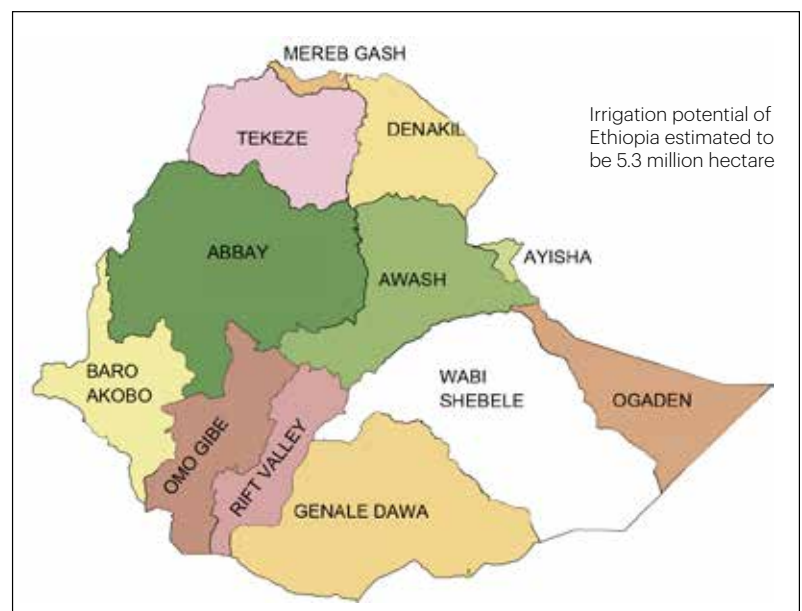 MEREB GASH
TEKEZE
DENAKIL
Irrigation potential of
Ethiopia estimated to
be 5.3 million hectare
ABBAY
AWASH
AYISHA
BARO
AKOBO
WABI
SHEBELE
OGADEN
OMO GIBE
RIFT VALLEY
GENALE DAWA